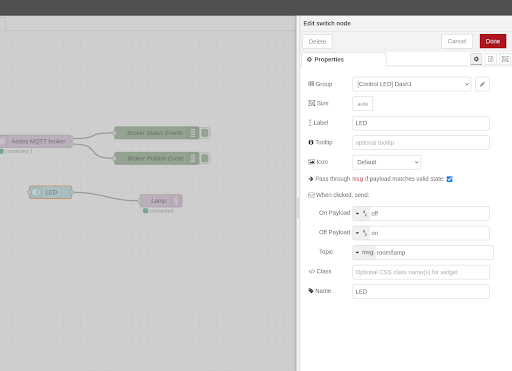 Edit switch node
Delete
Cancel
Done
Properties
Group
[Control LED] Dash1
Size
auto
Label
LED
Tooltip
optional tooltip
Icon
Default
Pass through msg if payload matches valid state:
When clicked, send:
On Payload
off
Off Payload
on
Topic
msg. room/lamp
Class
Optional CSS class name(s) for widget
Name
LED
Aedes MQTT broker
connected 1
Broker Status Events
Broker Publish Event
LED
Lamp
connected